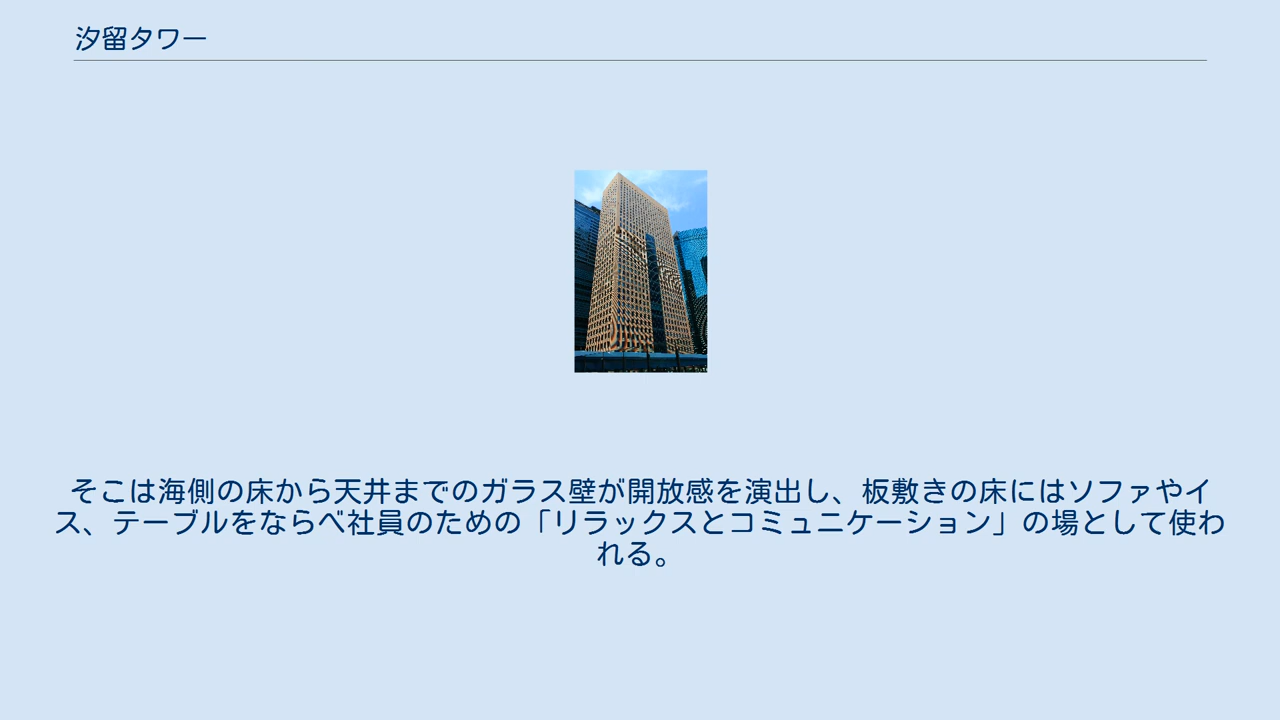 汐留タワー
そこは海側の床から天井までのガラス壁が開放感を演出し、板敷きの床にはソファやイ
ス、テーブルをならべ社員のための「リラックスとコミュニケーション」の場として使わ
れる。